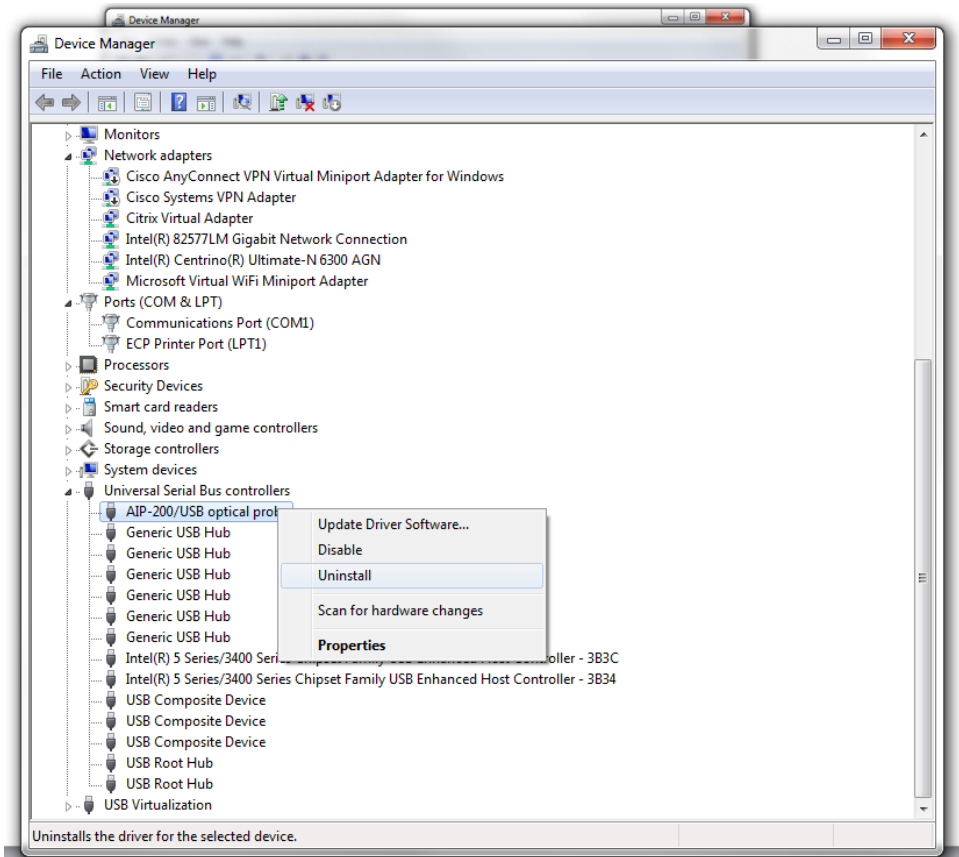 Device Manager
Device Manager
File Action View Help
Monitors
Network adapters
Cisco AnyConnect VPN Virtual Miniport Adapter for Windows
Cisco Systems VPN Adapter
Citrix Virtual Adapter
Intel(R) 82577LM Gigabit Network Connection
Intel(R) Centrino(R) Ultimate-N 6300 AGN
Microsoft Virtual WiFi Miniport Adapter
Ports (COM & LPT)
Communications Port (COM1)
ECP Printer Port (LPT1)
Processors
Security Devices
Smart card readers
Sound, video and game controllers
Storage controllers
System devices
Universal Serial Bus controllers
AIP-200/USB optical prob
Generic USB Hub
Generic USB Hub
Generic USB Hub
Generic USB Hub
Generic USB Hub
Generic USB Hub
Update Driver Software...
Disable
Uninstall
Scan for hardware changes
Properties
Intel(R) 5 Series/3400 Series Chipset Family USB Enhanced Host Controller - 3B3C
Intel(R) 5 Series/3400 Series Chipset Family USB Enhanced Host Controller - 3B34
USB Composite Device
USB Composite Device
USB Composite Device
USB Root Hub
USB Root Hub
USB Virtualization
Uninstalls the driver for the selected device.